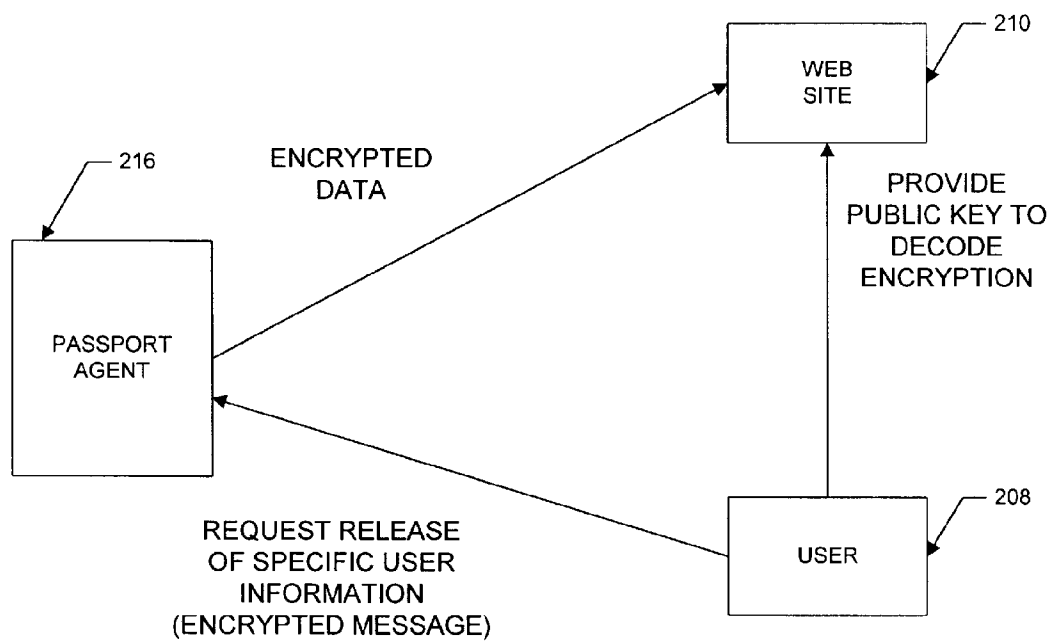 210
WEB
SITE
216
ENCRYPTED
DATA
PROVIDE
PUBLIC KEY TO
DECODE
ENCRYPTION
PASSPORT
AGENT
208
USER
REQUEST RELEASE
OF SPECIFIC USER
INFORMATION
(ENCRYPTED MESSAGE)